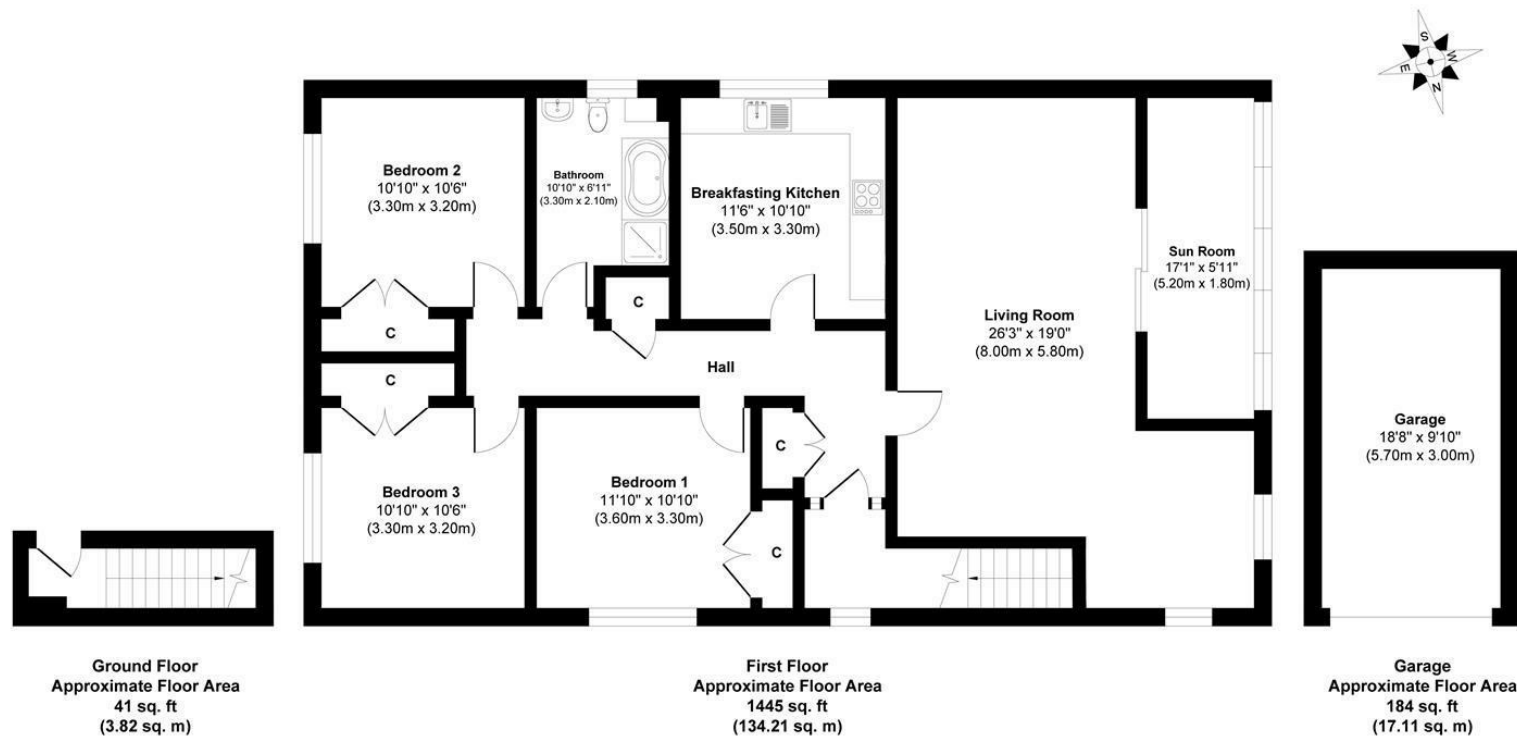 S
W
E
N
Bedroom 2
10'10" x 10'6"
(3.30m x 3.20m)
Bathroom
10'10" x 6'11"
(3.30m x 2.10m)
Breakfasting Kitchen
11'6" x 10'10"
(3.50m x 3.30m)
Sun Room
17'1" x 5'11"
(5.20m x 1.80m)
Living Room
26'3" x 19'0"
(8.00m x 5.80m)
C
C
C
Hall
C
C
Bedroom 3
10'10" x 10'6"
(3.30m x 3.20m)
Bedroom 1
11'10" x 10'10"
(3.60m x 3.30m)
Garage
18'8" x 9'10"
(5.70m x 3.00m)
Ground Floor
Approximate Floor Area
41 sq. ft
(3.82 sq. m)
First Floor
Approximate Floor Area
1445 sq. ft
(134.21 sq. m)
Garage
Approximate Floor Area
184 sq. ft
(17.11 sq. m)